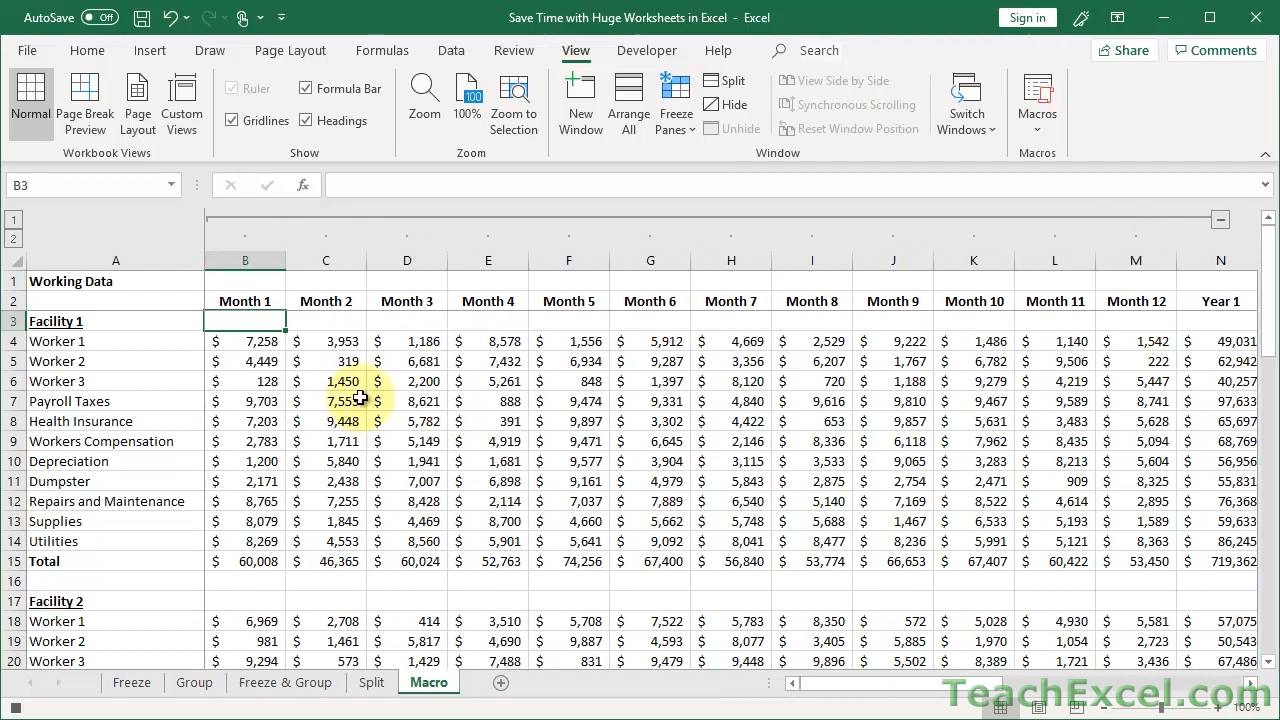 AutoSave Off Save Time with Huge Worksheets in Excel - Excel Sign in
File Home Insert Draw Page Layout Formulas Data Review View Developer Help Search Share Comments
Normal Page Break Preview Page Layout Custom Views Ruler Formula Bar Gridlines Headings Zoom 100 100% Zoom to Selection New Window Arrange All Freeze Panes Split Hide Unhide View Side by Side Synchronous Scrolling Reset Window Position Switch Windows Macros
Workbook Views Show Zoom Window Macros
B3 fx
1
2
A B C D E F G H I J K L M N
1 Working Data
2 Month 1 Month 2 Month 3 Month 4 Month 5 Month 6 Month 7 Month 8 Month 9 Month 10 Month 11 Month 12 Year 1
3 Facility 1
4 Worker 1 $ 7,258 $ 3,953 $ 1,186 $ 8,578 $ 1,556 $ 5,912 $ 4,669 $ 2,529 $ 9,222 $ 1,486 $ 1,140 $ 1,542 $ 49,031
5 Worker 2 $ 4,449 $ 319 $ 6,681 $ 7,432 $ 6,934 $ 9,287 $ 3,356 $ 6,207 $ 1,767 $ 6,782 $ 9,506 $ 222 $ 62,942
6 Worker 3 $ 128 $ 1,450 $ 2,200 $ 5,261 $ 848 $ 1,397 $ 8,120 $ 720 $ 1,188 $ 9,279 $ 4,219 $ 5,447 $ 40,257
7 Payroll Taxes $ 9,703 $ $ 8,621 $ 888 $ 9,474 $ 9,331 $ 4,840 $ 9,616 $ 9,810 $ 9,467 $ 9,589 $ 8,741 $ 97,633
8 Health Insurance $ 7,203 $ 9,448 $ 5,782 $ 391 $ 9,897 $ 3,302 $ 4,422 $ 653 $ 9,857 $ 5,631 $ 3,483 $ 5,628 $ 65,697
9 Workers Compensation $ 2,783 $ 1,711 $ 5,149 $ 4,919 $ 9,471 $ 6,645 $ 2,146 $ 8,336 $ 6,118 $ 7,962 $ 8,435 $ 5,094 $ 68,769
10 Depreciation $ 1,200 $ 5,840 $ 1,941 $ 1,681 $ 9,577 $ 3,904 $ 3,115 $ 3,533 $ 9,065 $ 3,283 $ 8,213 $ 5,604 $ 56,956
11 Dumpster $ 2,171 $ 2,438 $ 7,007 $ 6,898 $ 9,161 $ 4,979 $ 5,843 $ 2,875 $ 2,754 $ 2,471 $ 909 $ 8,325 $ 55,831
12 Repairs and Maintenance $ 8,765 $ 7,255 $ 8,428 $ 2,114 $ 7,037 $ 7,889 $ 6,540 $ 5,140 $ 7,169 $ 8,522 $ 4,614 $ 2,895 $ 76,368
13 Supplies $ 8,079 $ 1,845 $ 4,469 $ 8,700 $ 4,660 $ 5,662 $ 5,748 $ 5,688 $ 1,467 $ 6,533 $ 5,193 $ 1,589 $ 59,633
14 Utilities $ 8,269 $ 4,553 $ 8,560 $ 5,901 $ 5,641 $ 9,092 $ 8,041 $ 8,477 $ 8,236 $ 5,991 $ 5,121 $ 8,363 $ 86,245
15 Total $ 60,008 $ 46,365 $ 60,024 $ 52,763 $ 74,256 $ 67,400 $ 56,840 $ 53,774 $ 66,653 $ 67,407 $ 60,422 $ 53,450 $ 719,362
16
17 Facility 2
18 Worker 1 $ 6,969 $ 2,708 $ 414 $ 3,510 $ 5,708 $ 7,522 $ 5,783 $ 8,350 $ 572 $ 5,028 $ 4,930 $ 5,581 $ 57,075
19 Worker 2 $ 981 $ 1,461 $ 5,817 $ 4,690 $ 9,887 $ 4,593 $ 8,077 $ 3,405 $ 5,885 $ 1,970 $ 1,054 $ 2,723 $ 50,543
20 Worker 3 $ 9,294 $ 573 $ 1,429 $ 7,488 $ 831 $ 9,479 $ 9,448 $ 9,896 $ 5,502 $ 8,389 $ 1,721 $ 3,436 $ 67,486
Freeze Group Freeze & Group Split Macro
TeachExcel.com
100%